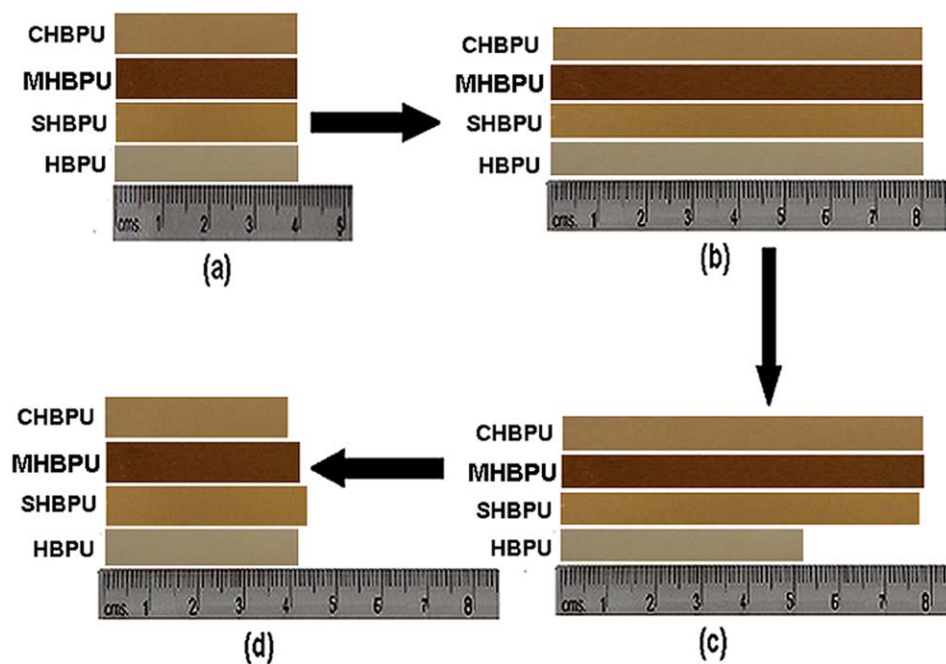 CHBPU
MHBPU
SHBPU
HBPU
cms. 1 2 3 4 5
(a)
CHBPU
MHBPU
SHBPU
HBPU
cms. 1 2 3 4 5 6 7 8
(b)
CHBPU
MHBPU
SHBPU
HBPU
cms. 1 2 3 4 5 6 7 8
(d)
CHBPU
MHBPU
SHBPU
HBPU
cms. 1 2 3 4 5 6 7 8
(c)